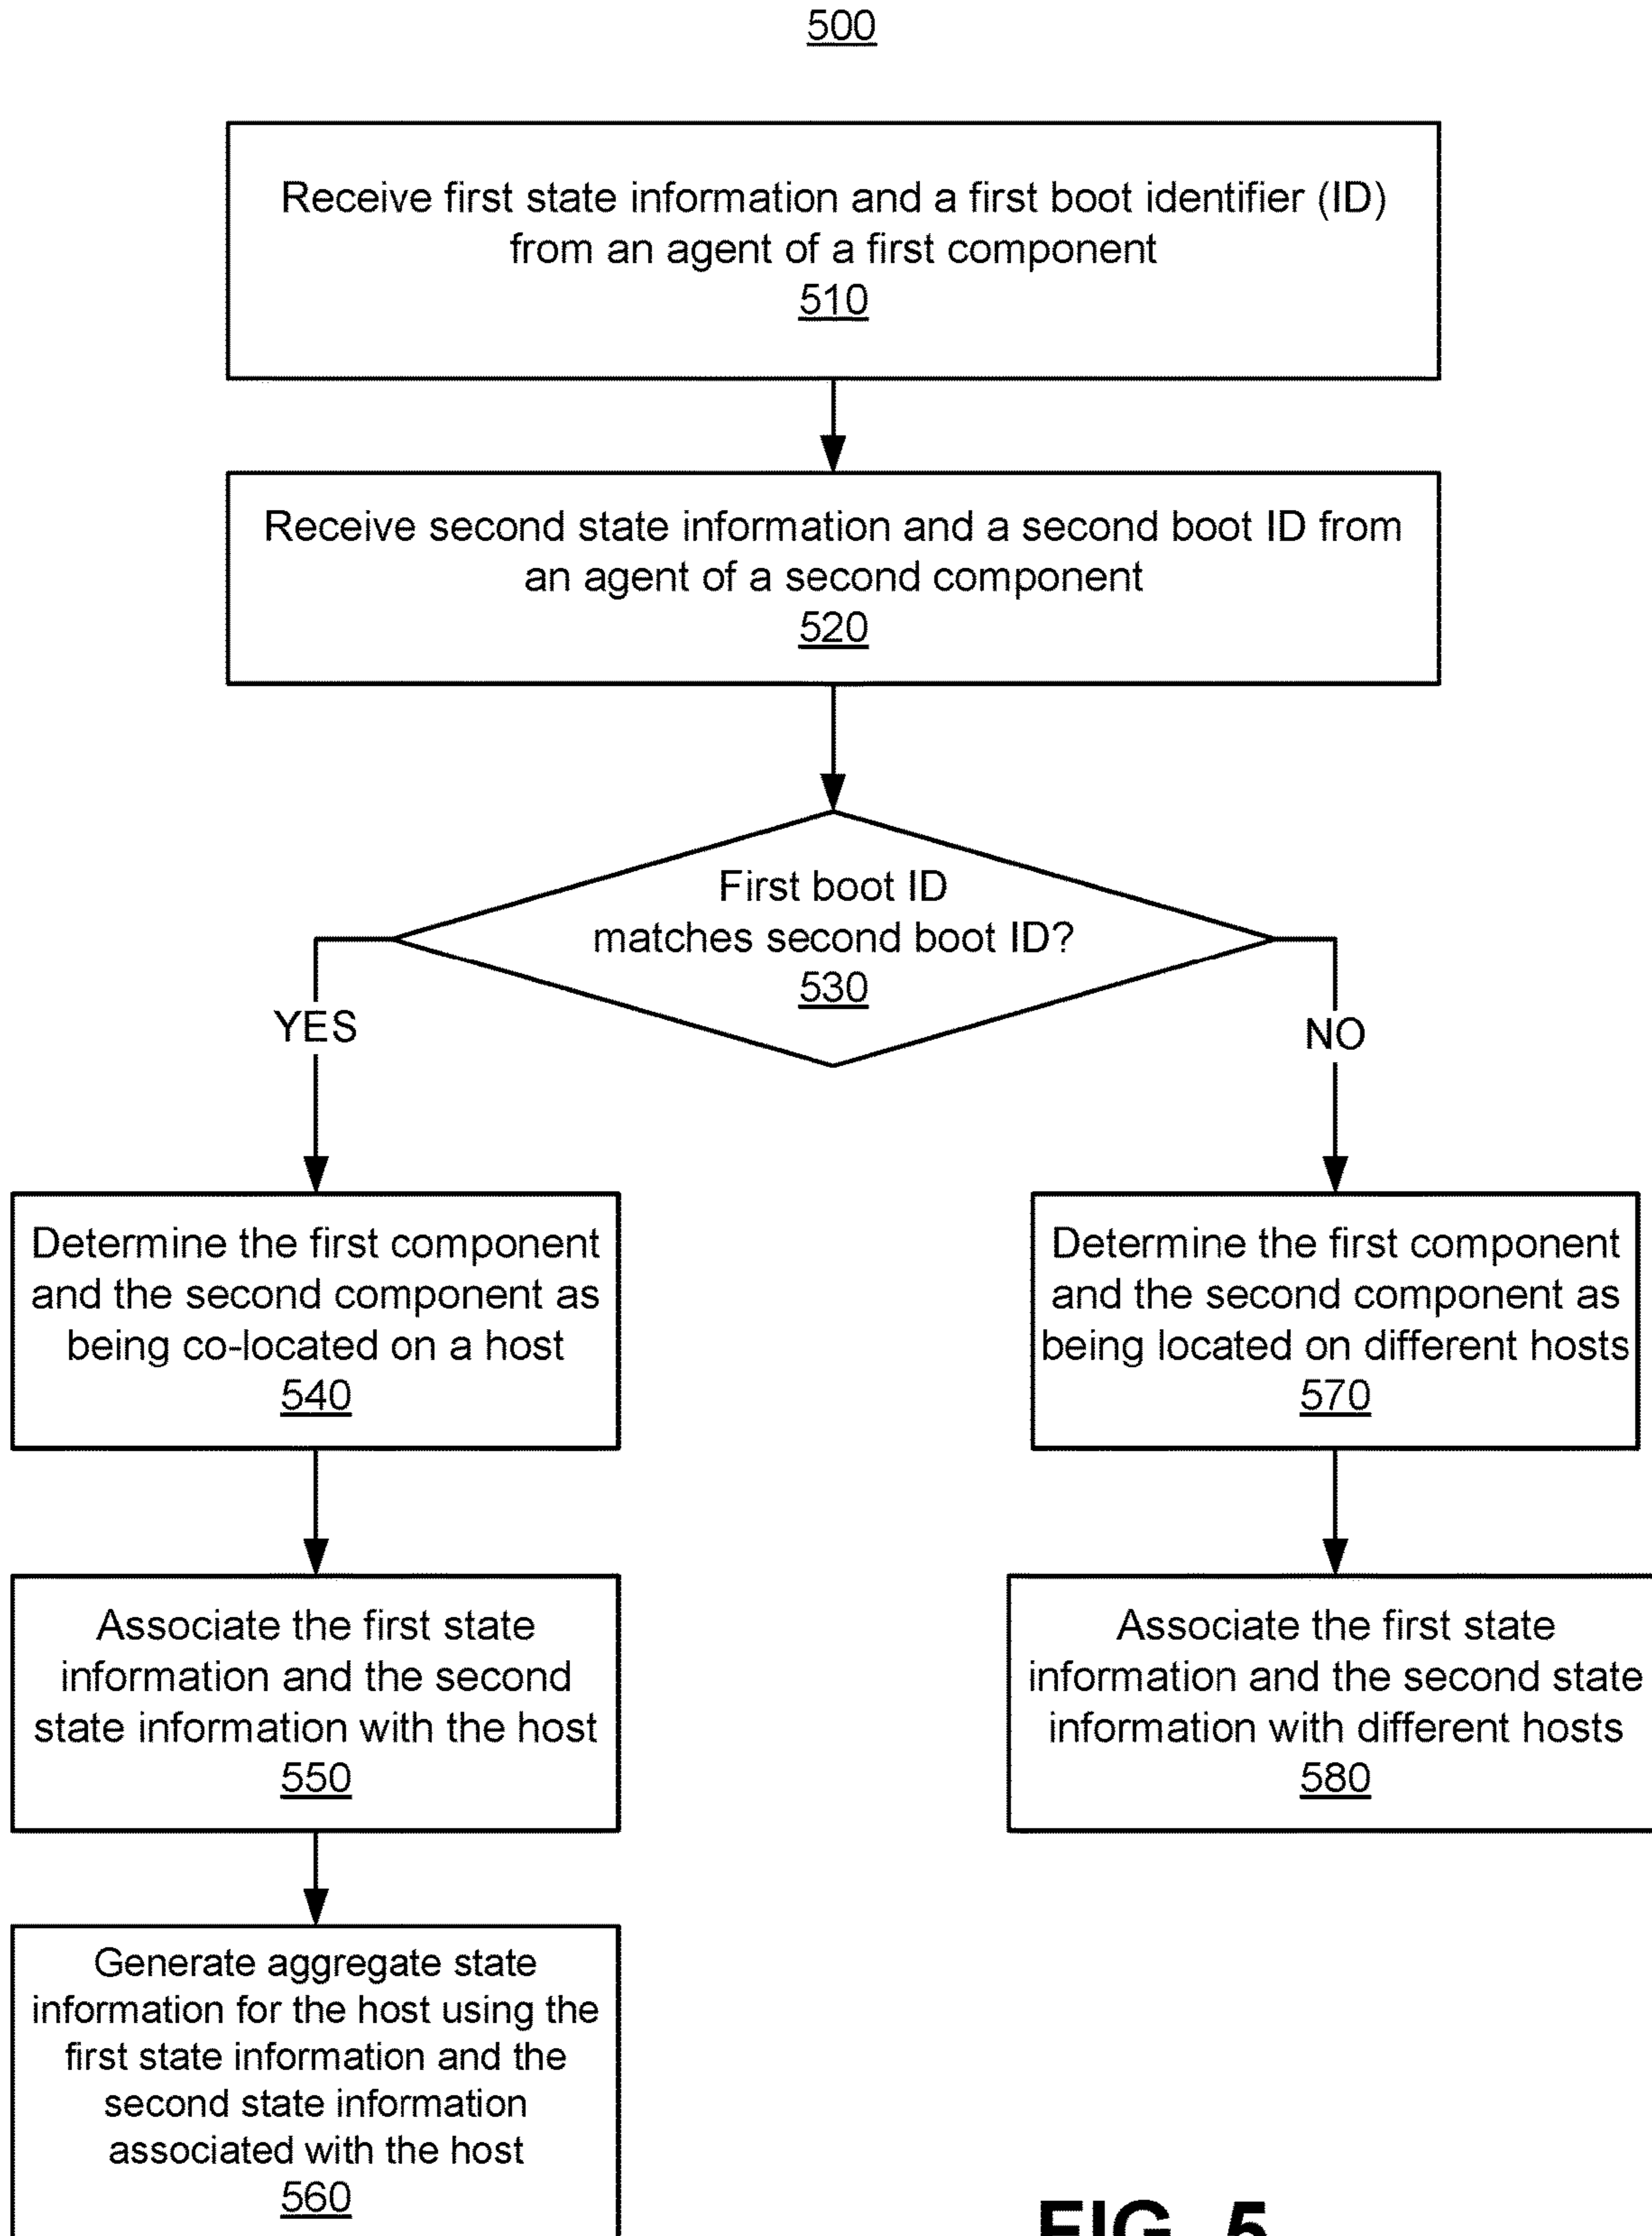 500
Receive first state information and a first boot identifier (ID)
from an agent of a first component
510
Receive second state information and a second boot ID from
an agent of a second component
520
First boot ID
matches second boot ID?
530
YES
NO
Determine the first component
and the second component as
being co-located on a host
540
Determine the first component
and the second component as
being located on different hosts
570
Associate the first state
information and the second
state information with the host
550
Associate the first state
information and the second state
information with different hosts
580
Generate aggregate state
information for the host using the
first state information and the
second state information
associated with the host
560
FIG. 5